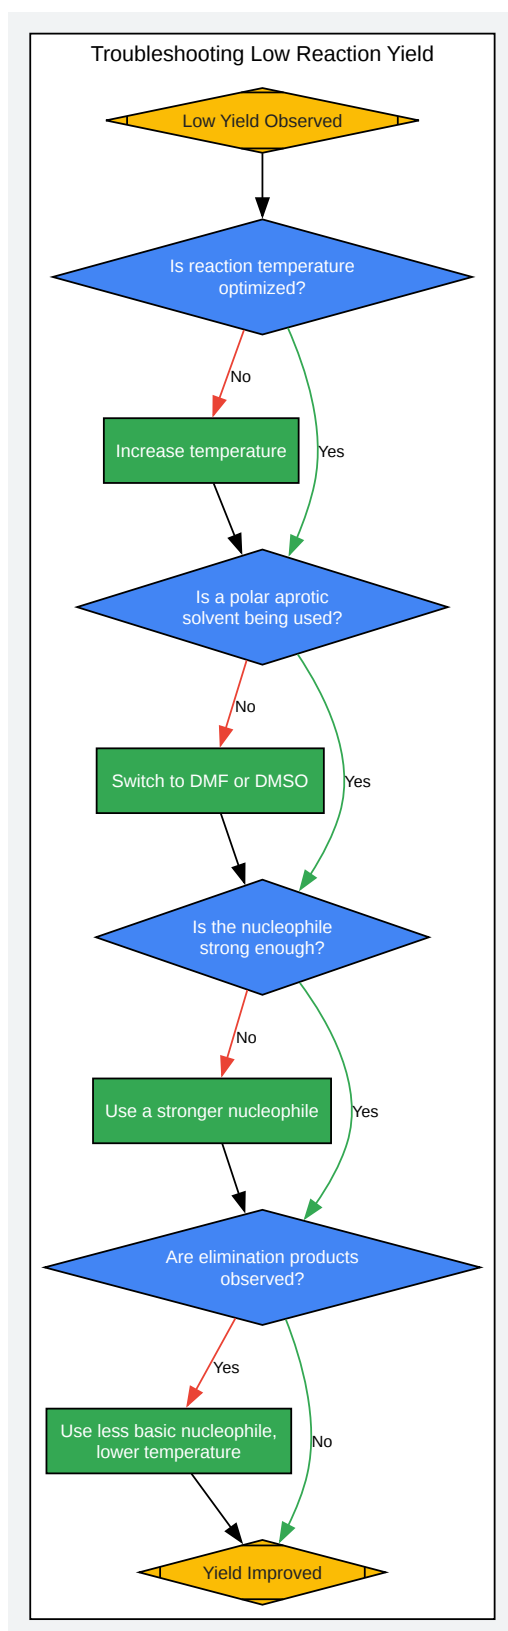 Troubleshooting Low Reaction Yield
Low Yield Observed
Is reaction temperature
optimized?
No
Increase temperature
Yes
Is a polar aprotic
solvent being used?
No
Switch to DMF or DMSO
Yes
Is the nucleophile
strong enough?
No
Use a stronger nucleophile
Yes
Are elimination products
observed?
Yes
Use less basic nucleophile,
lower temperature
No
Yield Improved